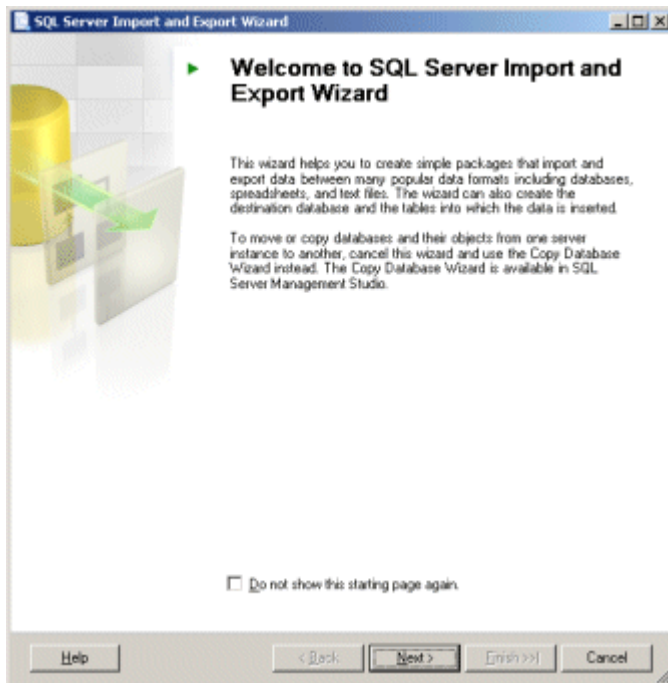 SQL Server Import and Export Wizard
Welcome to SQL Server Import and
Export Wizard
This wizard helps you to create simple packages that import and
export data between many popular data formats including databases,
spreadsheets, and text files. The wizard can also create the
destination database and the tables into which the data is inserted.
To move or copy databases and their objects from one server
instance to another, cancel this wizard and use the Copy Database
Wizard instead. The Copy Database Wizard is available in SQL
Server Management Studio.
Do not show this starting page again.
Help
< Back
Next >
Finish >>|
Cancel